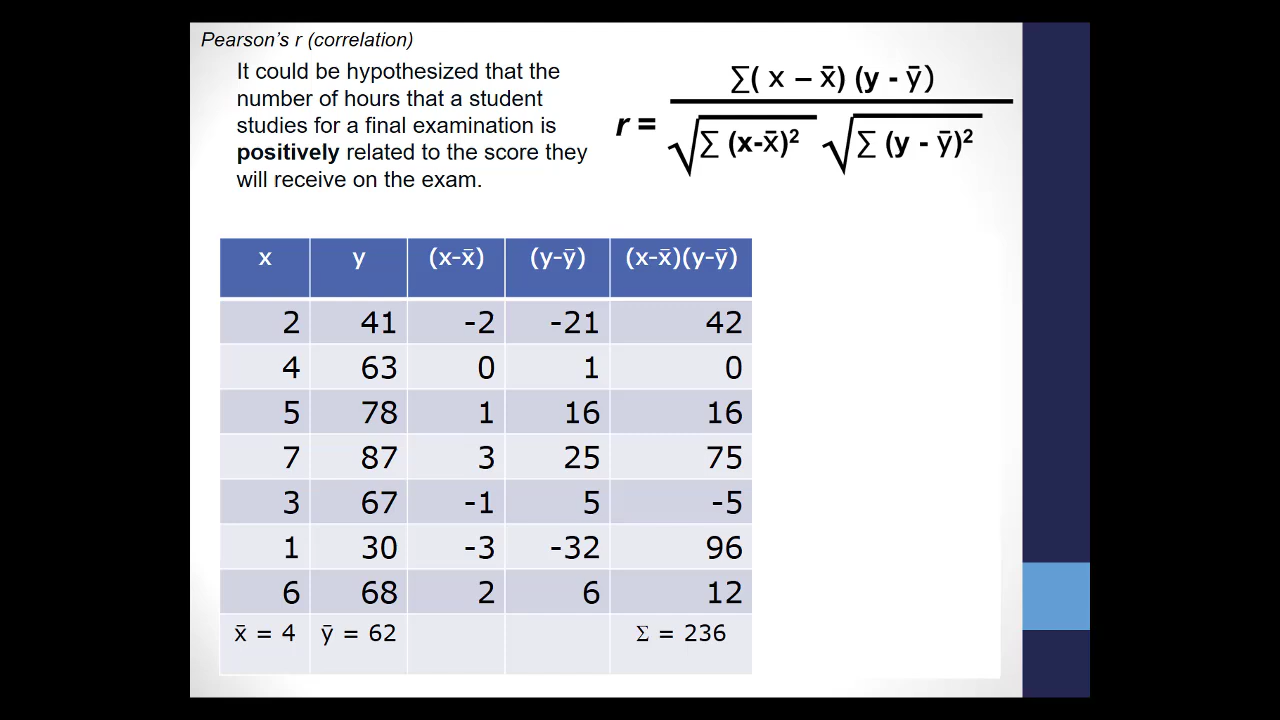 Pearson's r (correlation)
It could be hypothesized that the
number of hours that a student
studies for a final examination is
positively related to the score they
will receive on the exam.
∑( x – x̄) (y - ȳ)
r =
√∑ (x-x̄)² √∑ (y - ȳ)²
x y (x-x̄) (y-ȳ) (x-x̄)(y-ȳ)
2 41 -2 -21 42
4 63 0 1 0
5 78 1 16 16
7 87 3 25 75
3 67 -1 5 -5
1 30 -3 -32 96
6 68 2 6 12
x̄ = 4 ȳ = 62 Σ = 236